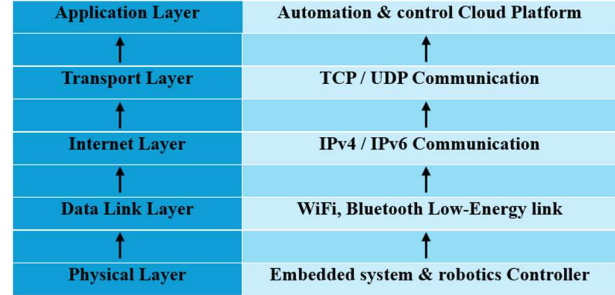 Application Layer
Automation & control Cloud Platform
Transport Layer
TCP / UDP Communication
Internet Layer
IPv4 / IPv6 Communication
Data Link Layer
WiFi, Bluetooth Low-Energy link
Physical Layer
Embedded system & robotics Controller